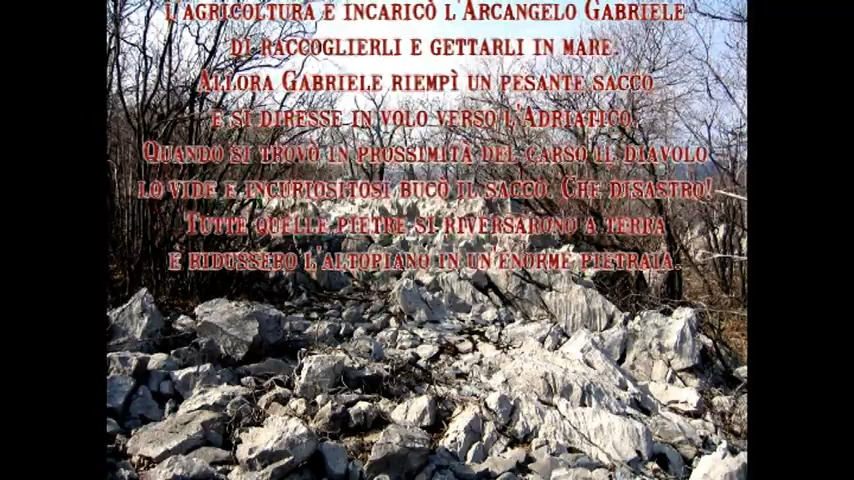 L'AGRICOLTURA E INCARICÒ L'ARCANGELO GABRIELE
DI RACCOGLIERLI E GETTARLI IN MARE.
ALLORA GABRIELE RIEMPÌ UN PESANTE SACCO
E SI DIRESSE IN VOLO VERSO L'ADRIATICO.
QUANDO SI TROVÒ IN PROSSIMITÀ DEL CARSO IL DIAVOLO
LO VIDE E INCURIOSITOSI BUCÒ IL SACCO. CHE DISASTRO!
TUTTE QUELLE PIETRE SI RIVERSARONO A TERRA
E RIDUSSERO L'ALTOPIANO IN UN'ENORME PIETRAIA.